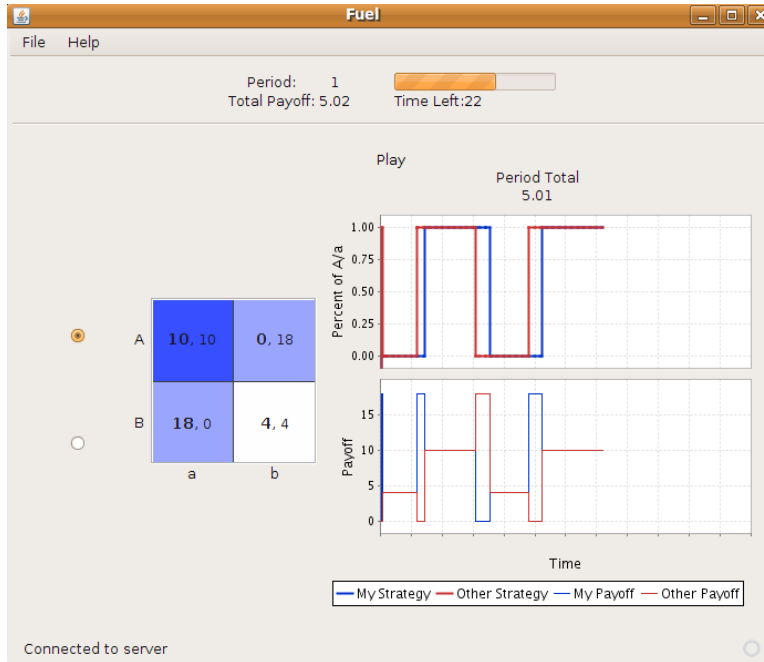 Fuel
File Help
Period: 1
Total Payoff: 5.02 Time Left:22
Play
Period Total
5.01
1.00
0.75
0.50
0.25
0.00
Percent of A/a
A 10, 10 0, 18
B 18, 0 4, 4
a b
15
10
5
0
Payoff
Time
My Strategy Other Strategy My Payoff Other Payoff
Connected to server